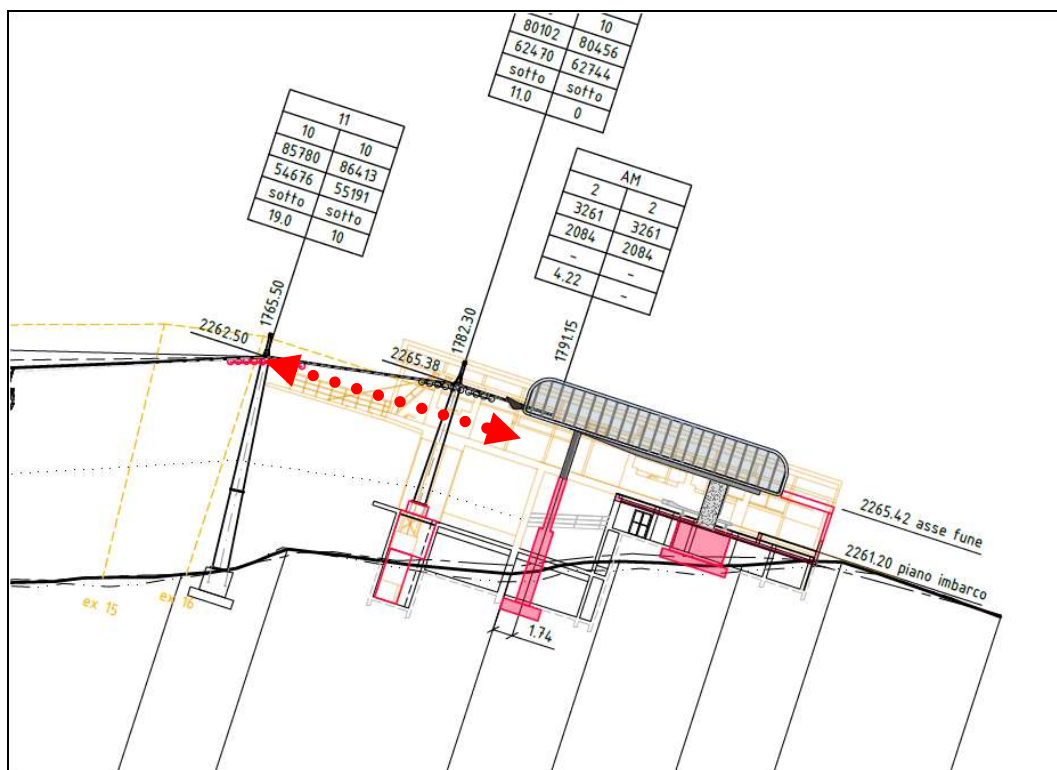 10
80102 80456
62470 62744
sotto sotto
11.0 0
11
10 10
85780 86413
54676 55191
sotto sotto
19.0 10
AM
2 2
3261 3261
2084 2084
- -
4.22 -
2262.50
1765.50
2265.38
1782.30
1791.15
2265.42 asse fune
2261.20 piano imbarco
ex 15
ex 16
1.74